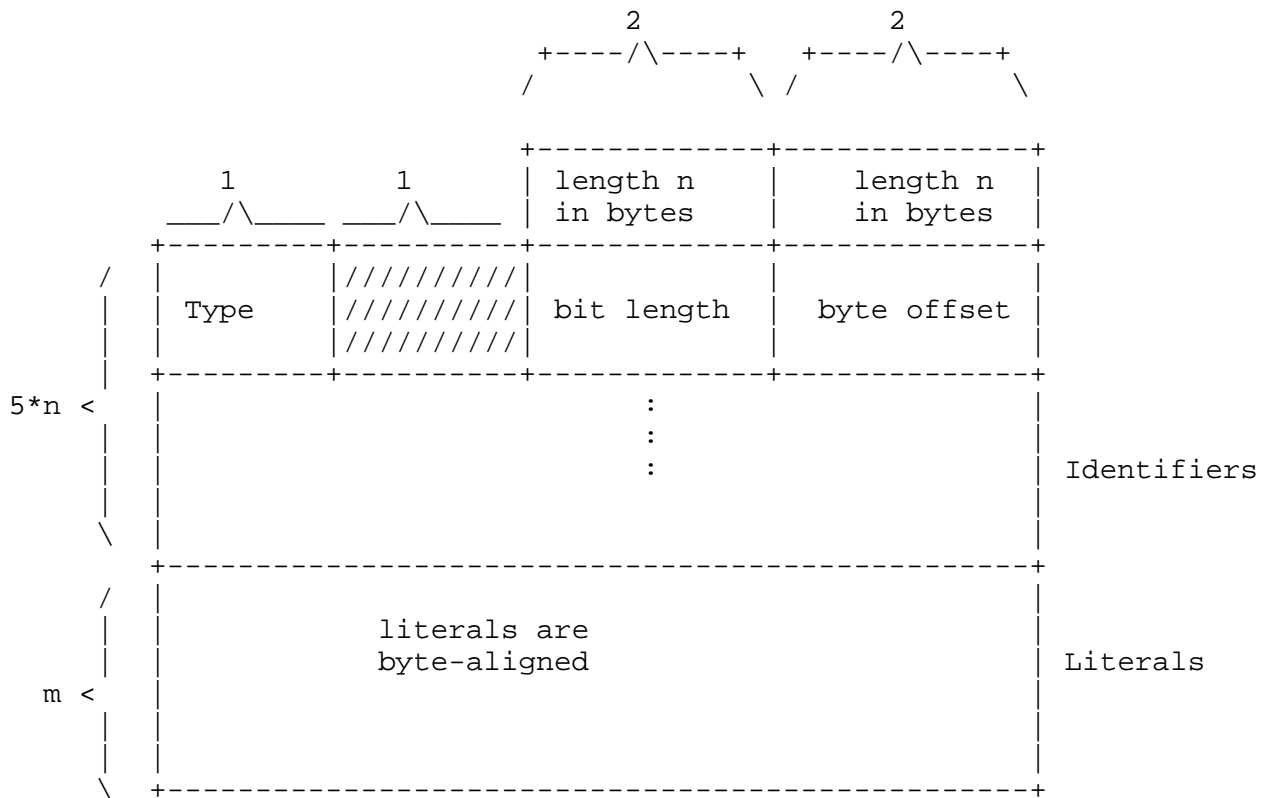 2 2
1 1
length n length n
in bytes in bytes
Type bit length byte offset
5*n <
:
:
: Identifiers
literals are
byte-aligned Literals
m <